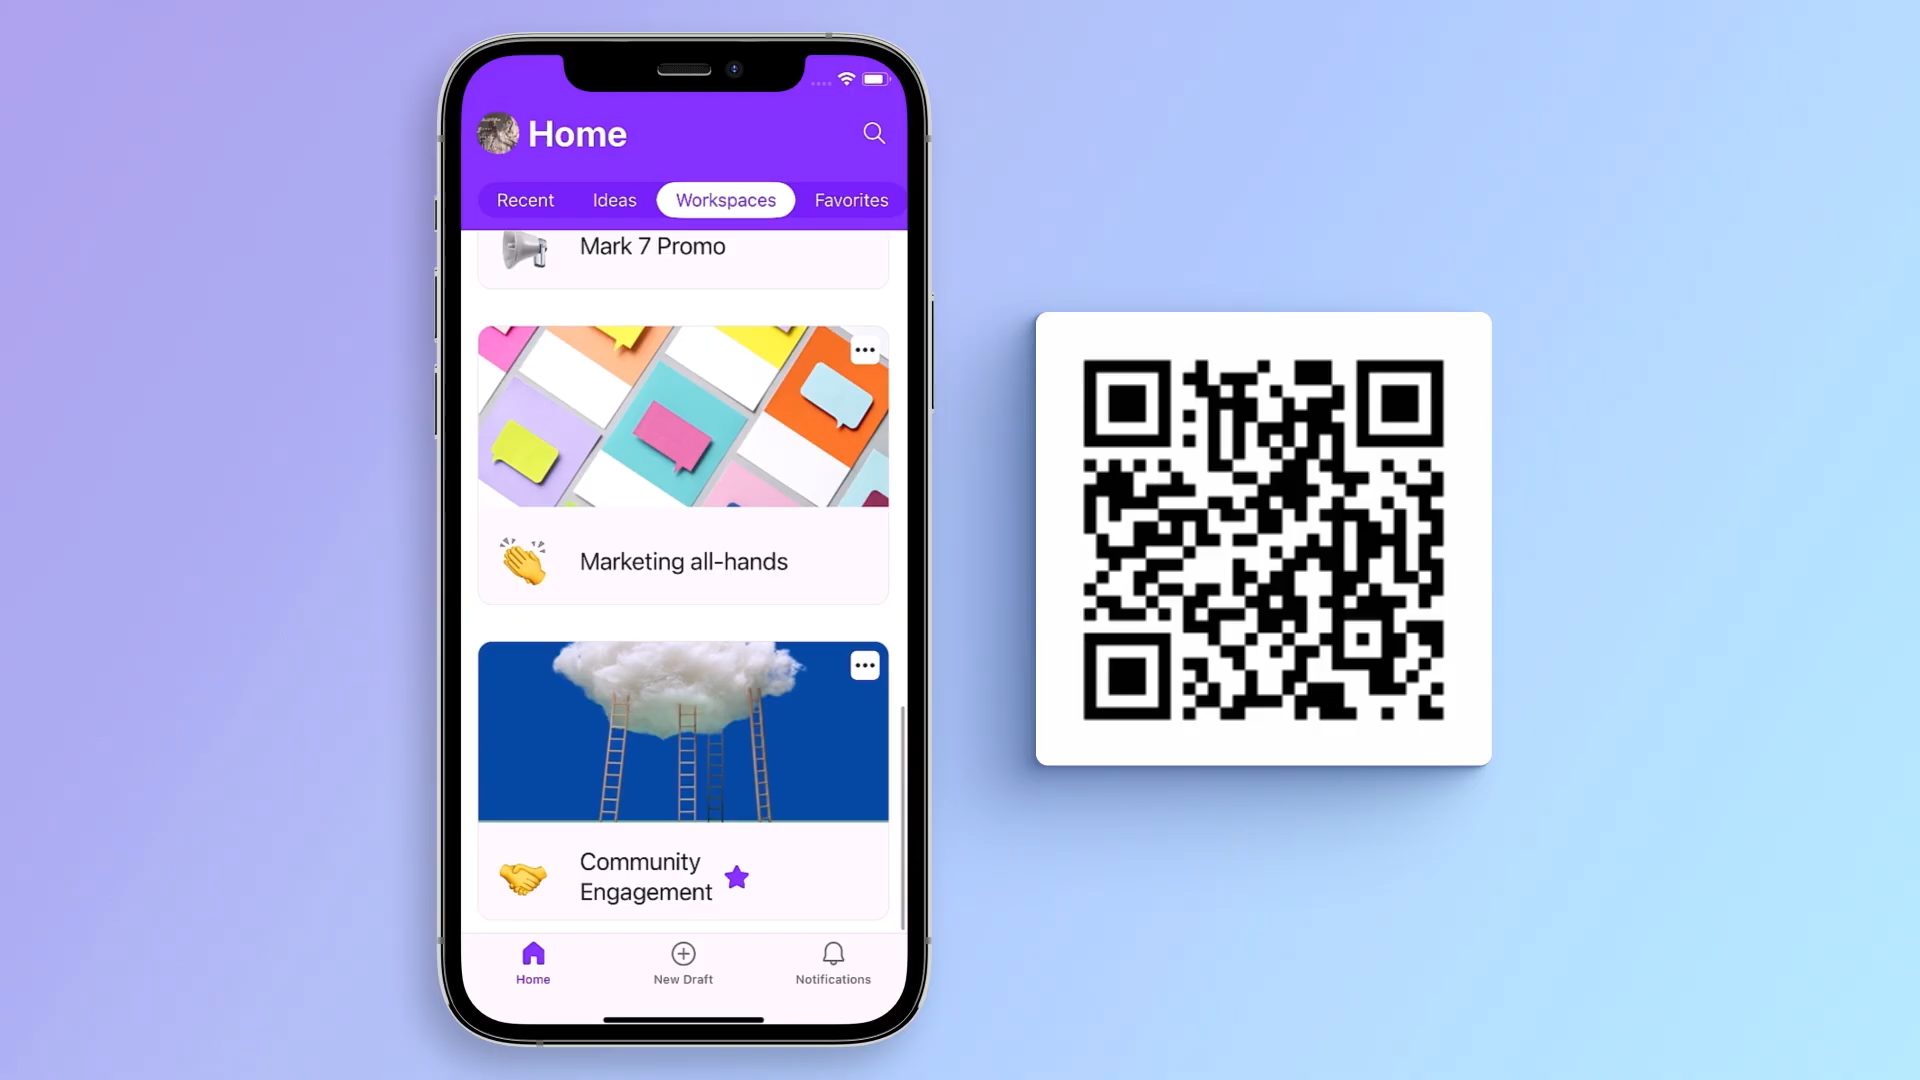 Home
Recent
Ideas
Workspaces
Favorites
Mark 7 Promo
Marketing all-hands
Community
Engagement
Home
New Draft
Notifications